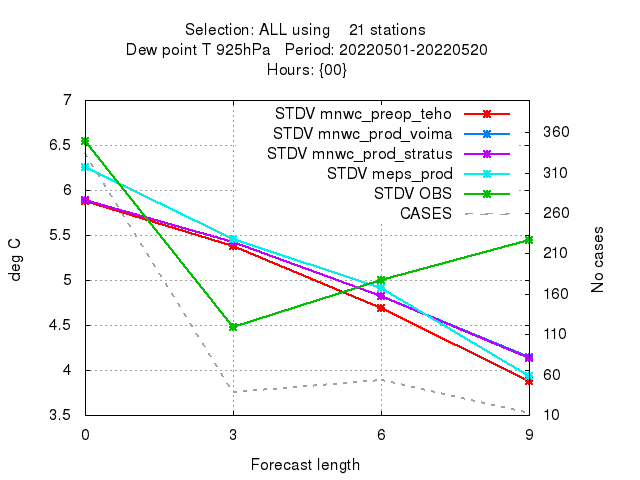 Selection: ALL using    21 stations
Dew point T 925hPa   Period: 20220501-20220520
Hours: {00}
STDV mnwc_preop_teho
STDV mnwc_prod_voima
STDV mnwc_prod_stratus
STDV meps_prod
STDV OBS
CASES
7
6.5
6
5.5
5
4.5
4
3.5
deg C
360
310
260
210
160
110
60
10
No cases
0 3 6 9
Forecast length